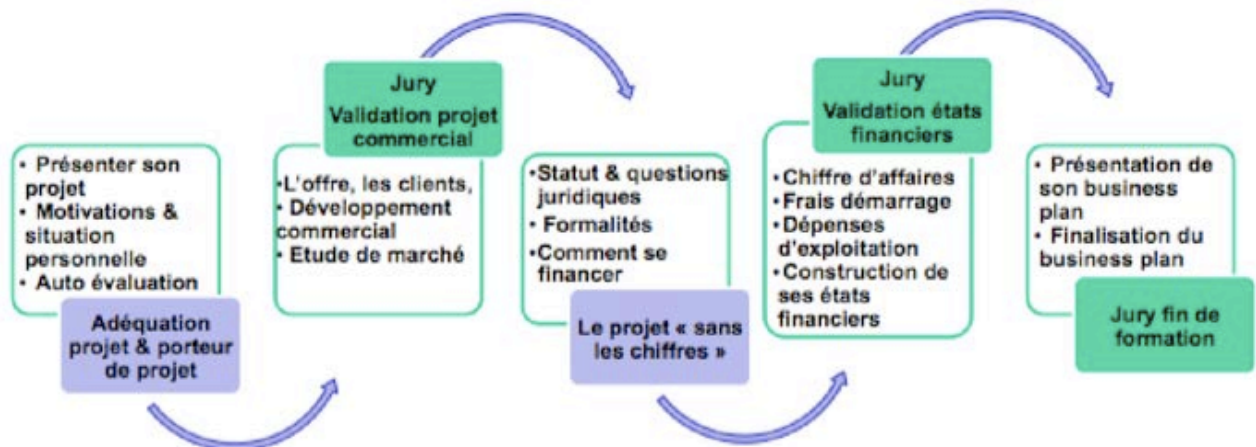 • Présenter son
projet
• Motivations &
situation
personnelle
• Auto évaluation
Adéquation
projet & porteur
de projet
Jury
Validation projet
commercial
•L'offre, les clients,
• Développement
commercial
• Etude de marché
•Statut & questions
juridiques
• Formalités
•Comment se
financer
Le projet « sans
les chiffres »
Jury
Validation états
financiers
•Chiffre d'affaires
•Frais démarrage
•Dépenses
d'exploitation
•Construction de
ses états
financiers
• Présentation de
son business
plan
• Finalisation du
business plan
Jury fin de
formation